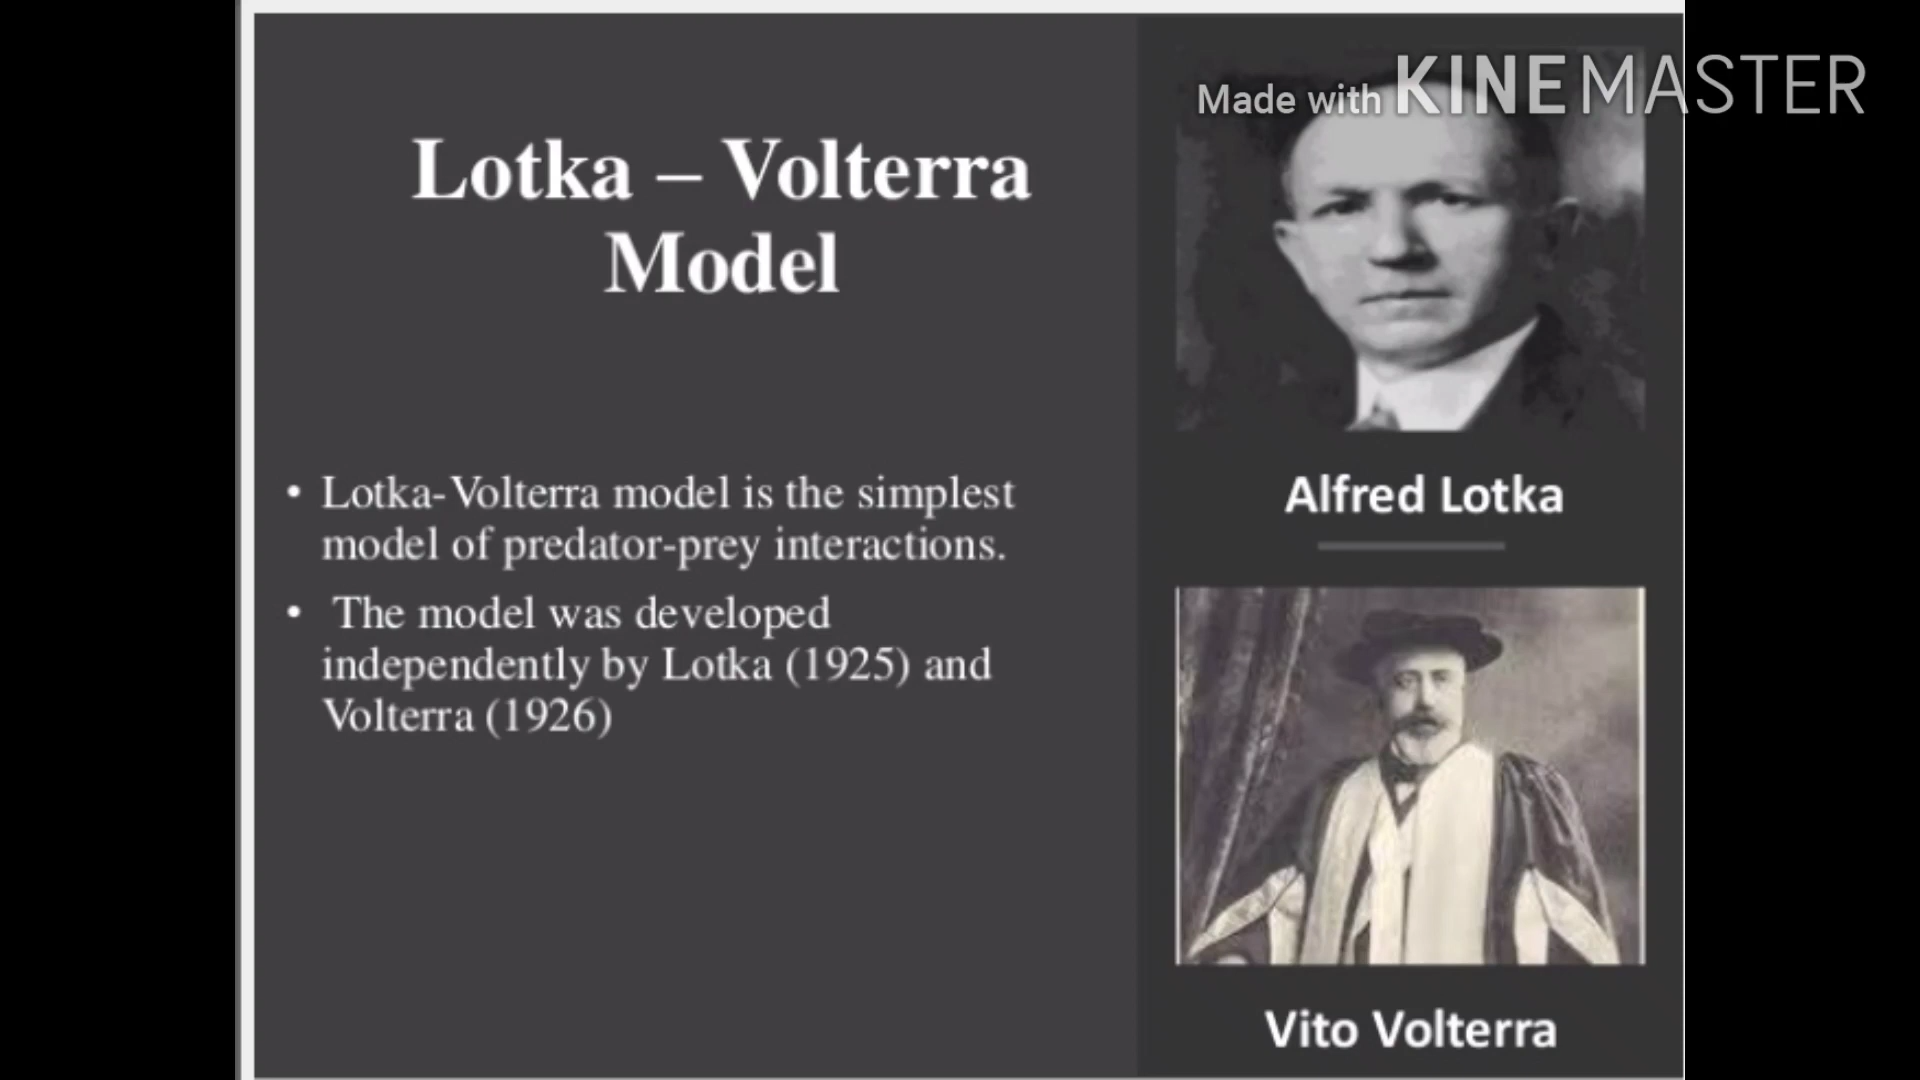 Made with KINEMASTER
Lotka – Volterra
Model
• Lotka-Volterra model is the simplest
model of predator-prey interactions.
• The model was developed
independently by Lotka (1925) and
Volterra (1926)
Alfred Lotka
Vito Volterra